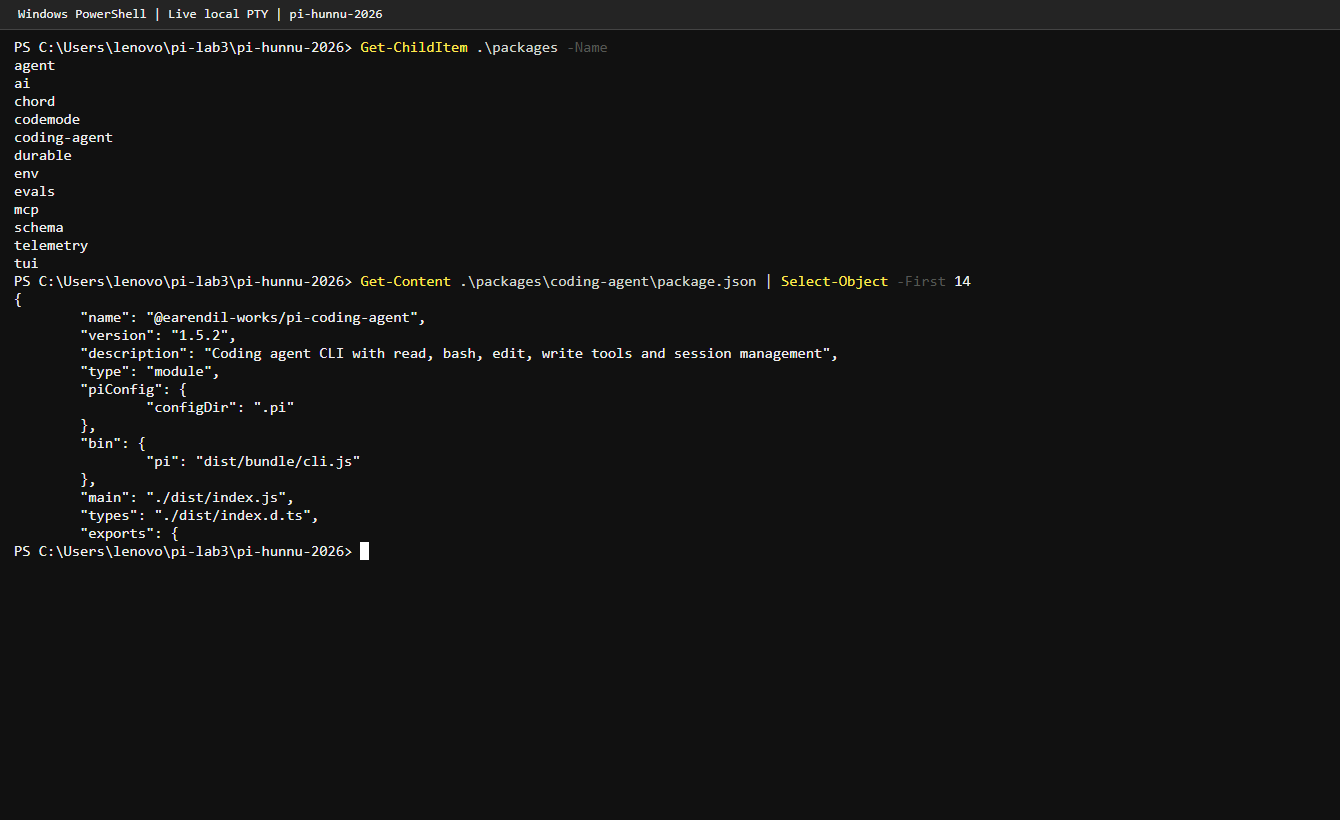 Windows PowerShell | Live local PTY | pi-hunnu-2026
PS C:\Users\lenovo\pi-lab3\pi-hunnu-2026> Get-ChildItem .\packages -Name
agent
ai
chord
codemode
coding-agent
durable
env
evals
mcp
schema
telemetry
tui
PS C:\Users\lenovo\pi-lab3\pi-hunnu-2026> Get-Content .\packages\coding-agent\package.json | Select-Object -First 14
{
        "name": "@earendil-works/pi-coding-agent",
        "version": "1.5.2",
        "description": "Coding agent CLI with read, bash, edit, write tools and session management",
        "type": "module",
        "piConfig": {
                "configDir": ".pi"
        },
        "bin": {
                "pi": "dist/bundle/cli.js"
        },
        "main": "./dist/index.js",
        "types": "./dist/index.d.ts",
        "exports": {
PS C:\Users\lenovo\pi-lab3\pi-hunnu-2026>